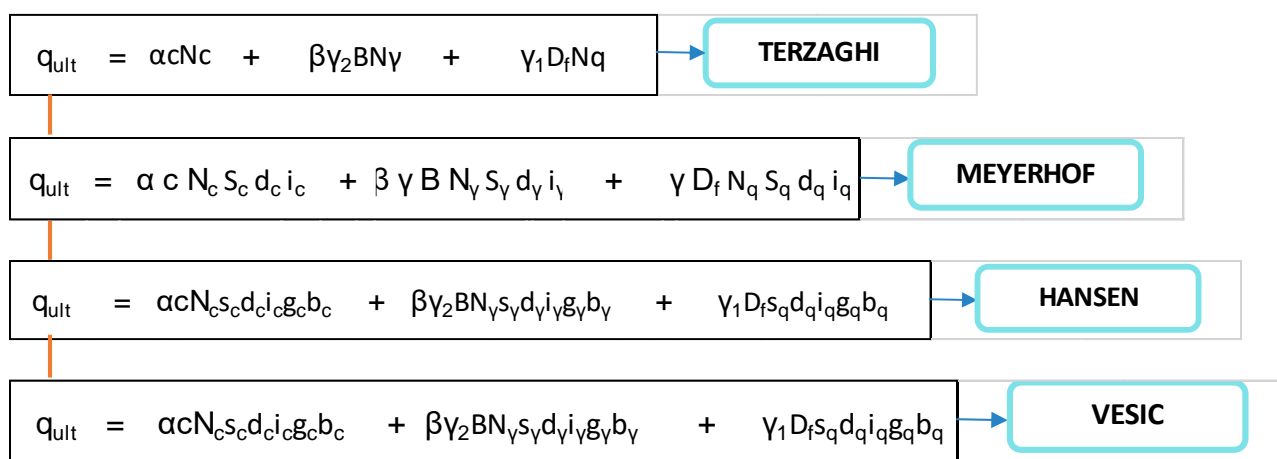 qult = αcNc + βγ2BNγ + γ1DfNq TERZAGHI
qult = α c Nc Sc dc ic + β γ B Nγ Sγ dγ iγ + γ Df Nq Sq dq iq MEYERHOF
qult = αcNcscdcicgcbc + βγ2BNγsγdγiγgγbγ + γ1Dfsqdqiqgqbq HANSEN
qult = αcNcscdcicgcbc + βγ2BNγsγdγiγgγbγ + γ1Dfsqdqiqgqbq VESIC